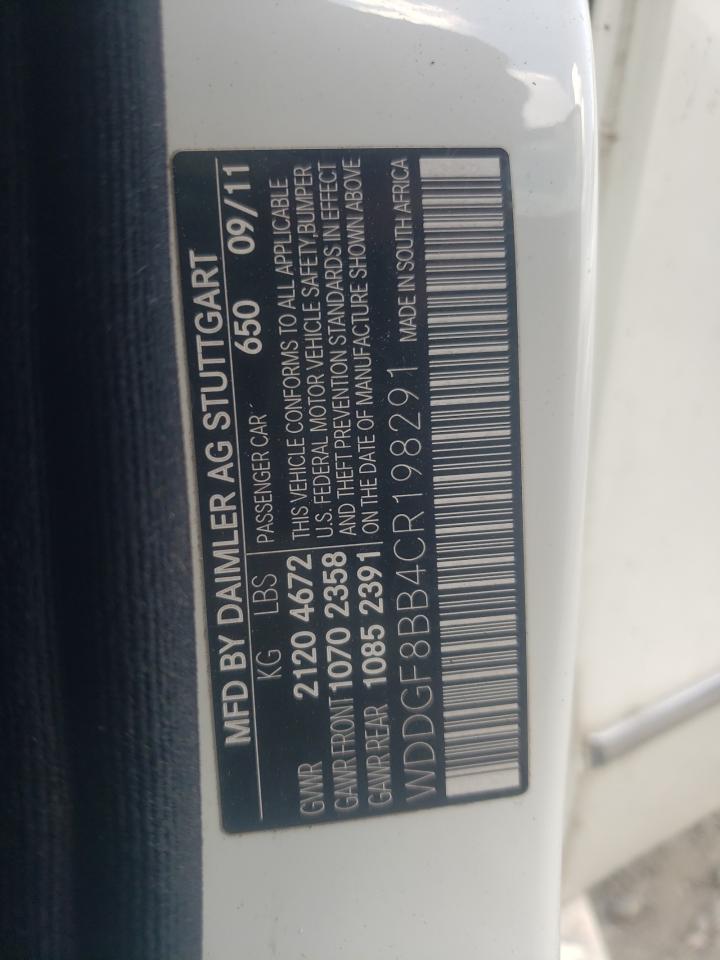 MFD BY DAIMLER AG STUTTGART
650 09/11
KG LBS PASSENGER CAR
GVWR 2120 4672 THIS VEHICLE CONFORMS TO ALL APPLICABLE
GAWR FRONT 1070 2358 U.S. FEDERAL MOTOR VEHICLE SAFETY,BUMPER
GAWR REAR 1085 2391 AND THEFT PREVENTION STANDARDS IN EFFECT
ON THE DATE OF MANUFACTURE SHOWN ABOVE
WDDGF8BB4CR198291 MADE IN SOUTH AFRICA